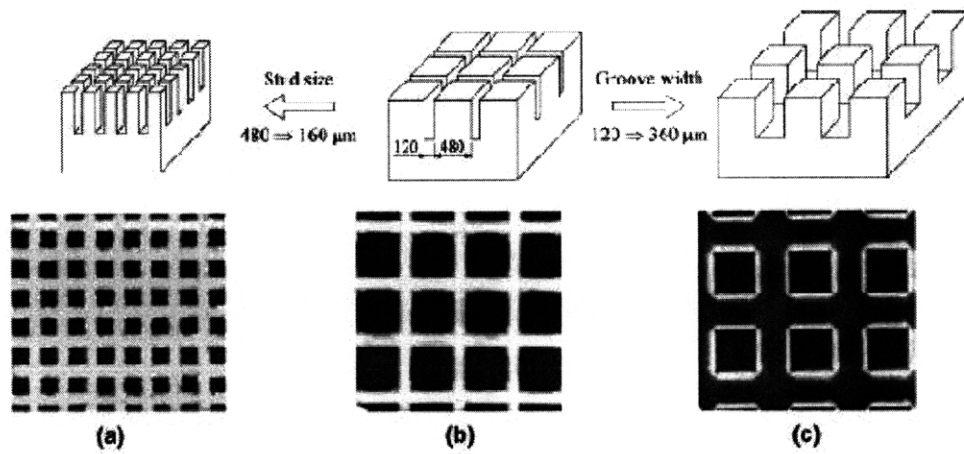 Stud size
480 ⇒ 160 μm
120
480
Groove width
120 ⇒ 360 μm
(a)
(b)
(c)